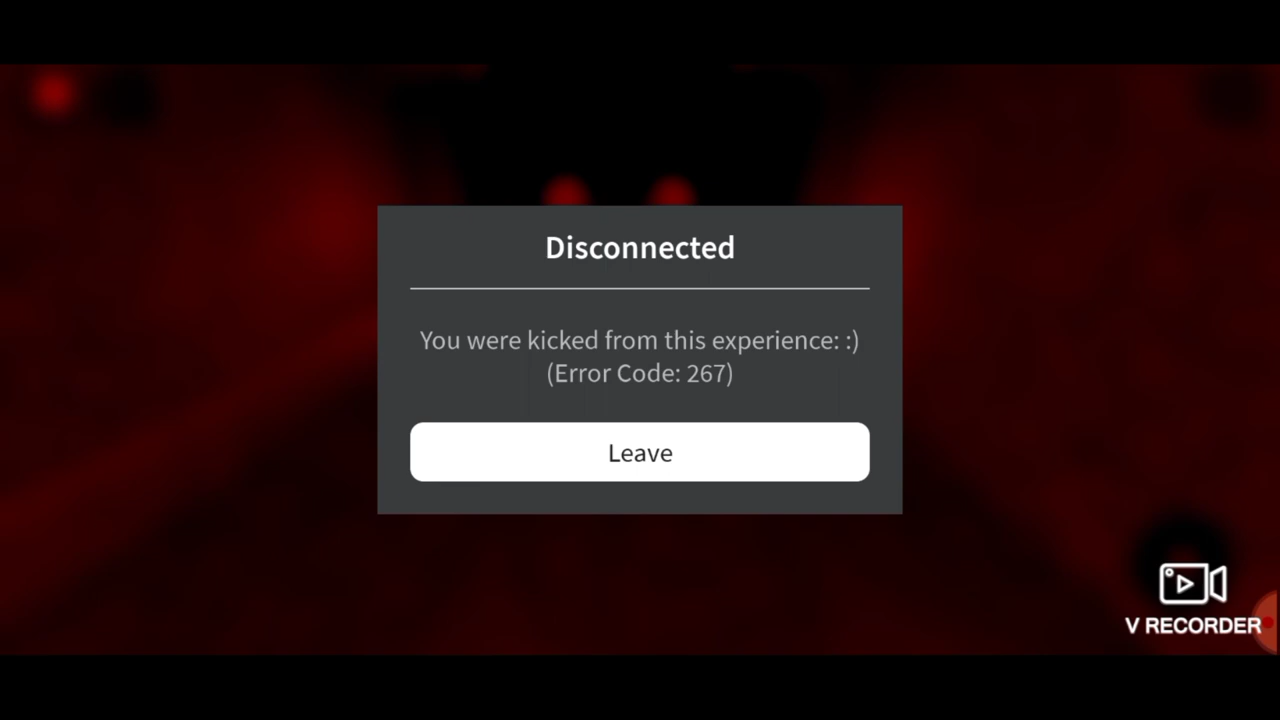 Disconnected
You were kicked from this experience: :)
(Error Code: 267)
Leave
V RECORDER